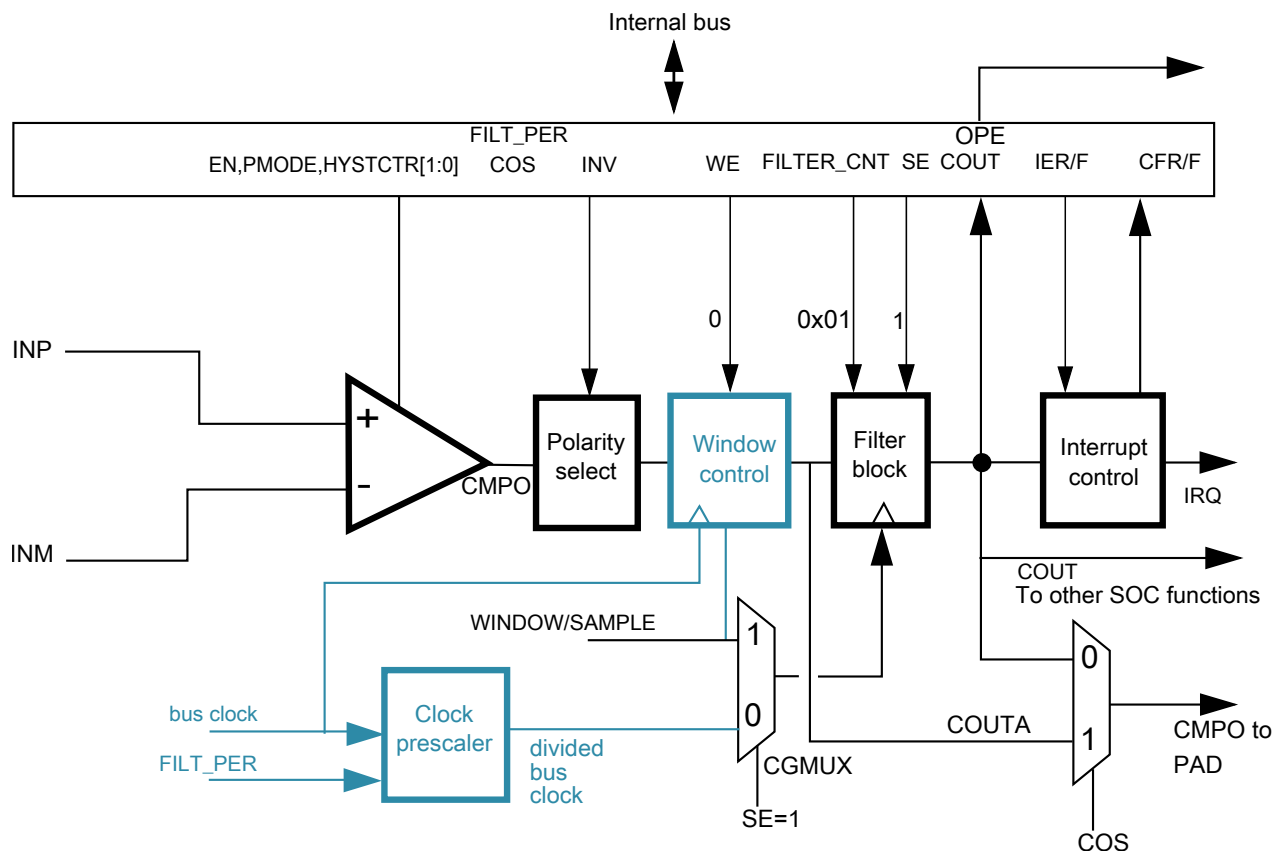 Internal bus
FILT_PER
OPE
EN,PMODE,HYSTCTR[1:0]
COS
INV
WE
FILTER_CNT
SE
COUT
IER/F
CFR/F
0
0x01
1
INP
+
-
INM
CMPO
Polarity
select
Window
control
Filter
block
Interrupt
control
IRQ
COUT
To other SOC functions
WINDOW/SAMPLE
1
0
CGMUX
SE=1
bus clock
FILT_PER
Clock
prescaler
divided
bus
clock
COUTA
0
1
CMPO to
PAD
COS